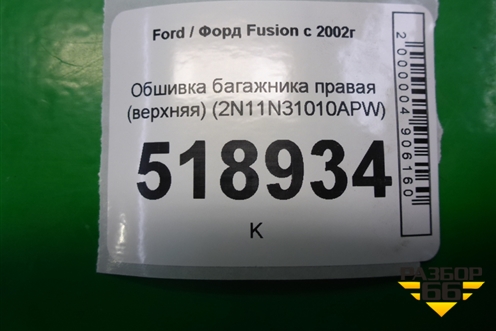 Ford / Форд Fusion с 2002г
Обшивка багажника правая
(верхняя) (2N11N31010APW)
518934
К
2000004906160
РАЗБОР
66